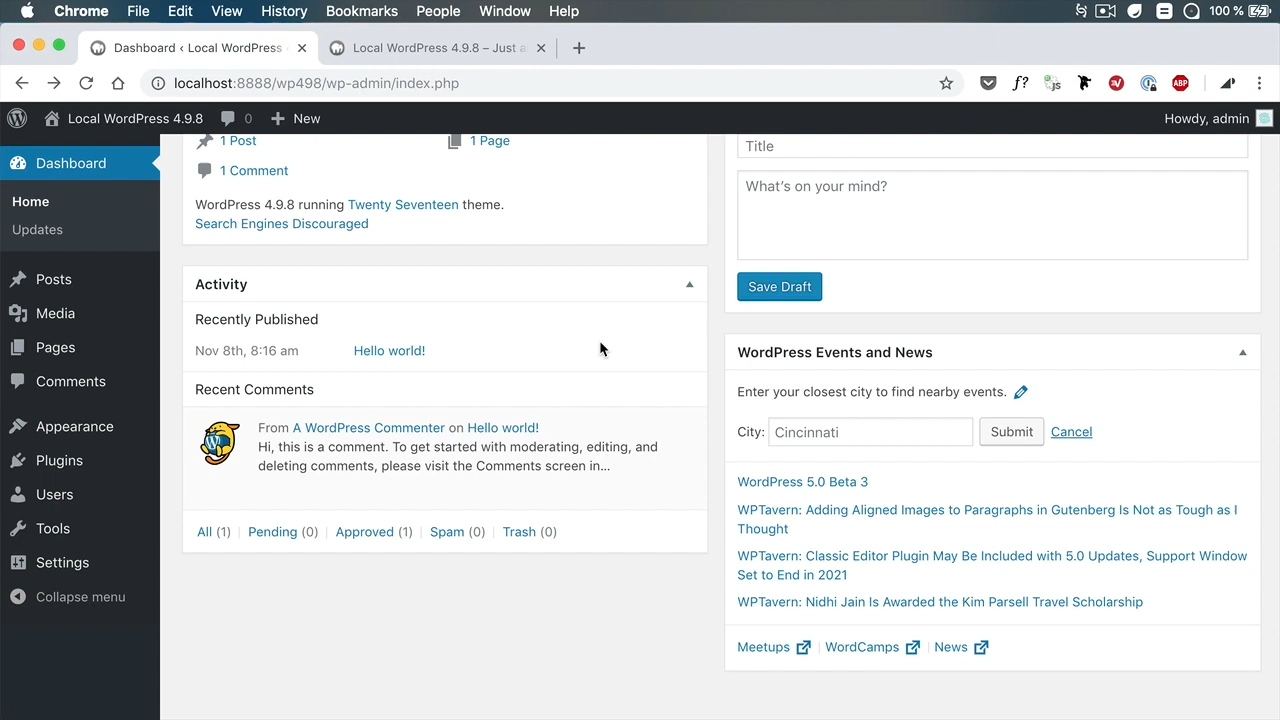 Chrome File Edit View History Bookmarks People Window Help 100 %
Dashboard ‹ Local WordPress
Local WordPress 4.9.8 – Just a
localhost:8888/wp498/wp-admin/index.php
f?
JS
ABP
Local WordPress 4.9.8 0 New Howdy, admin
Dashboard
Home
Updates
Posts
Media
Pages
Comments
Appearance
Plugins
Users
Tools
Settings
Collapse menu
1 Post 1 Page
1 Comment
WordPress 4.9.8 running Twenty Seventeen theme.
Search Engines Discouraged
Activity
Recently Published
Nov 8th, 8:16 am Hello world!
Recent Comments
From A WordPress Commenter on Hello world!
Hi, this is a comment. To get started with moderating, editing, and
deleting comments, please visit the Comments screen in...
All (1) | Pending (0) | Approved (1) | Spam (0) | Trash (0)
Title
What's on your mind?
Save Draft
WordPress Events and News
Enter your closest city to find nearby events.
City: Cincinnati Submit Cancel
WordPress 5.0 Beta 3
WPTavern: Adding Aligned Images to Paragraphs in Gutenberg Is Not as Tough as I
Thought
WPTavern: Classic Editor Plugin May Be Included with 5.0 Updates, Support Window
Set to End in 2021
WPTavern: Nidhi Jain Is Awarded the Kim Parsell Travel Scholarship
Meetups | WordCamps | News